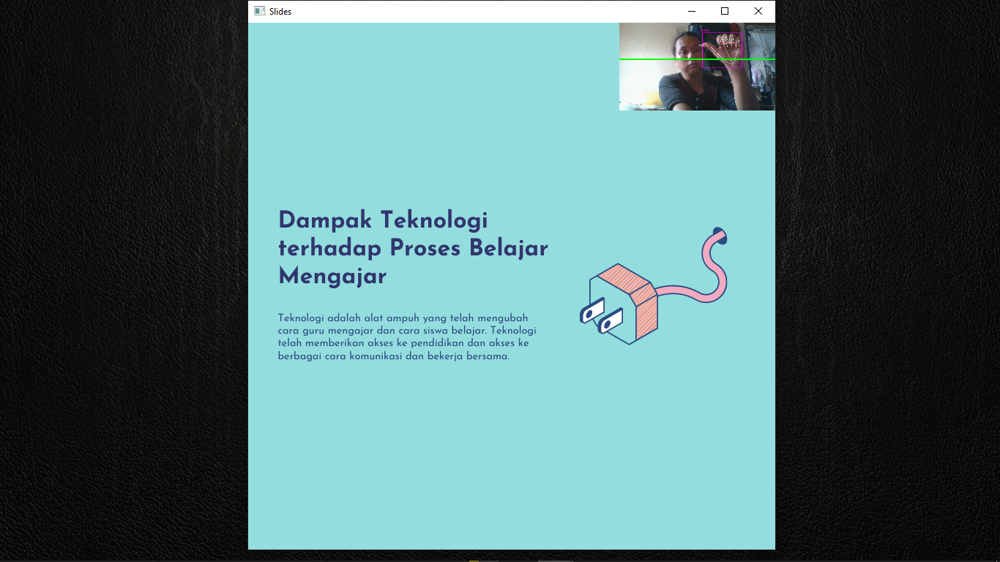 Slides
Dampak Teknologi
terhadap Proses Belajar
Mengajar
Teknologi adalah alat ampuh yang telah mengubah
cara guru mengajar dan cara siswa belajar. Teknologi
telah memberikan akses ke pendidikan dan akses ke
berbagai cara komunikasi dan bekerja bersama.